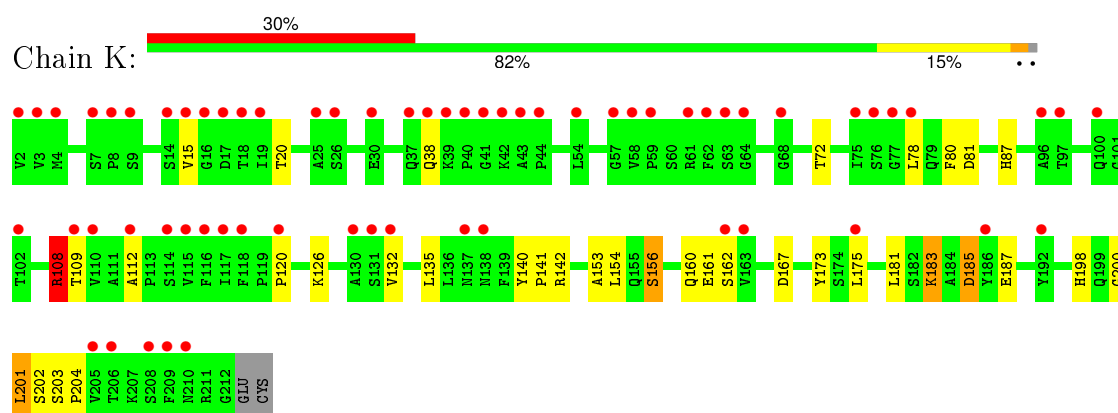 30%
Chain K:
82% 15% • •
V2 V3 M4 S7 P8 S9 S14 V15 G16 D17 T18 I19 T20 A25 S26 E30 Q37 Q38 K39 P40 G41 K42 A43 P44 L54 G57 V58 P59 S60 R61 F62 S63 G64 G68 T72 I75 S76 G77 L78 Q79 F80 D81 H87 A96 T97 Q100 G101
T102 R108 T109 V110 A111 A112 P113 S114 V115 F116 I117 F118 P119 P120 K126 A130 S131 V132 L135 L136 N137 N138 F139 Y140 P141 R142 A153 L154 Q155 S156 Q160 E161 S162 V163 D167 Y173 S174 L175 L181 S182 K183 A184 D185 Y186 E187 Y192 H198 Q199 G200
L201 S202 S203 P204 V205 T206 K207 S208 F209 N210 R211 G212 GLU CYS